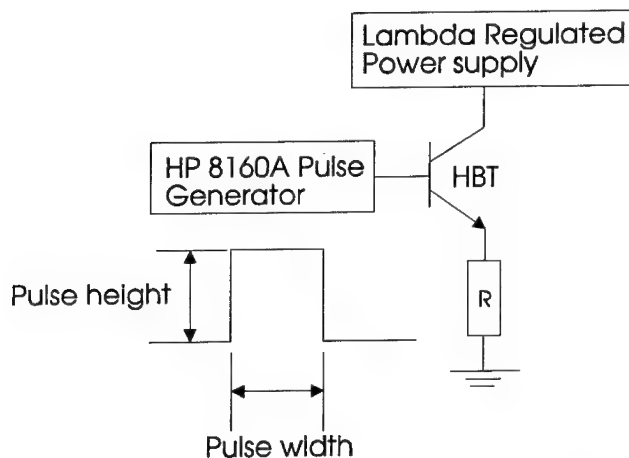 Lambda Regulated
Power supply
HP 8160A Pulse
Generator
HBT
Pulse height
R
Pulse width